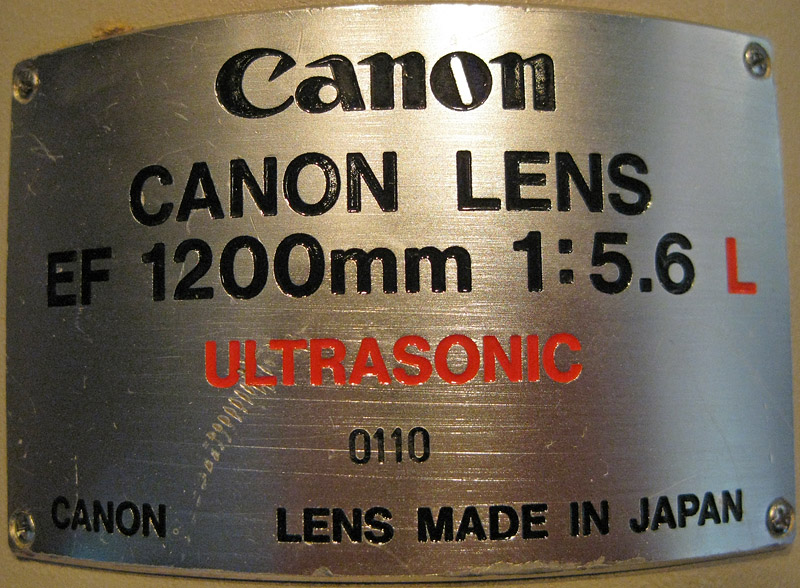 Canon
CANON LENS
EF 1200mm 1:5.6 L
ULTRASONIC
0110
CANON LENS MADE IN JAPAN